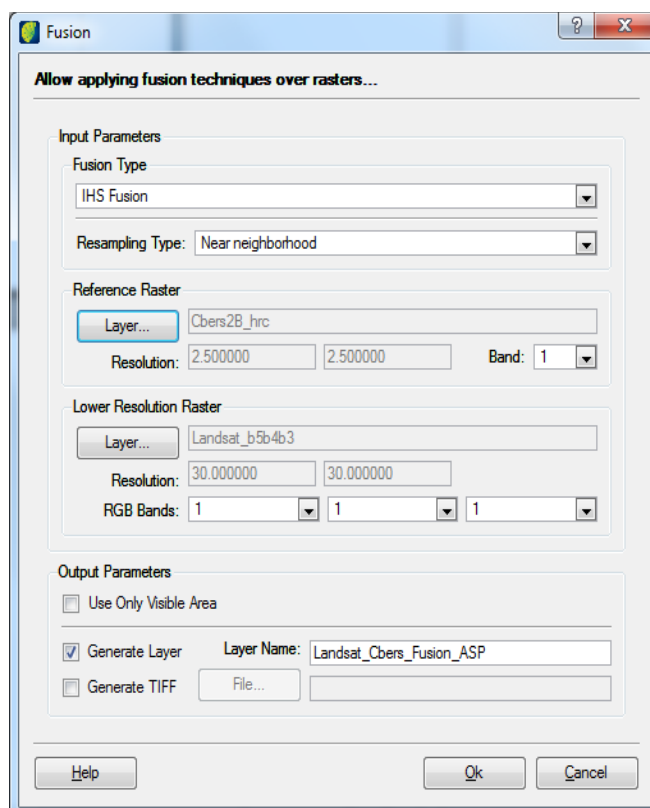 Fusion
?
X
Allow applying fusion techniques over rasters...
Input Parameters
Fusion Type
IHS Fusion
Resampling Type: Near neighborhood
Reference Raster
Layer... Cbers2B_hrc
Resolution: 2.500000 2.500000 Band: 1
Lower Resolution Raster
Layer... Landsat_b5b4b3
Resolution: 30.000000 30.000000
RGB Bands: 1 1 1
Output Parameters
Use Only Visible Area
Generate Layer Layer Name: Landsat_Cbers_Fusion_ASP
Generate TIFF File...
Help Ok Cancel